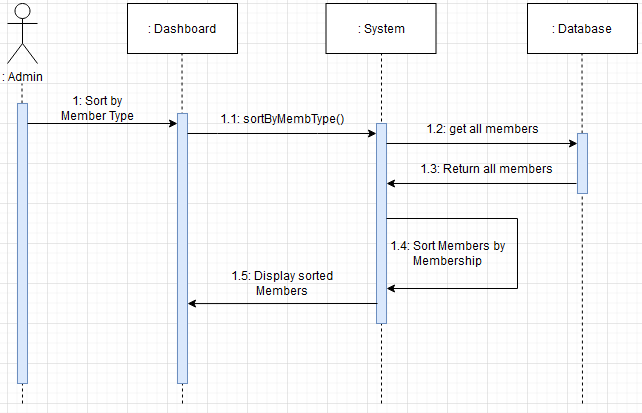 : Dashboard
: System
: Database
: Admin
1: Sort by
Member Type
1.1: sortByMembType()
1.2: get all members
1.3: Return all members
1.4: Sort Members by
Membership
1.5: Display sorted
Members